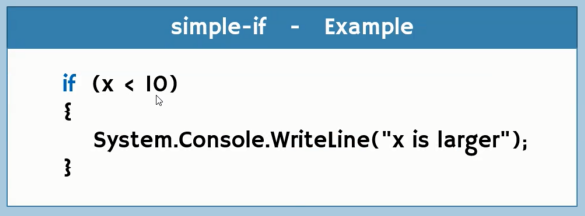 simple-if - Example
if (x < 10)
{
System.Console.WriteLine("x is larger");
}